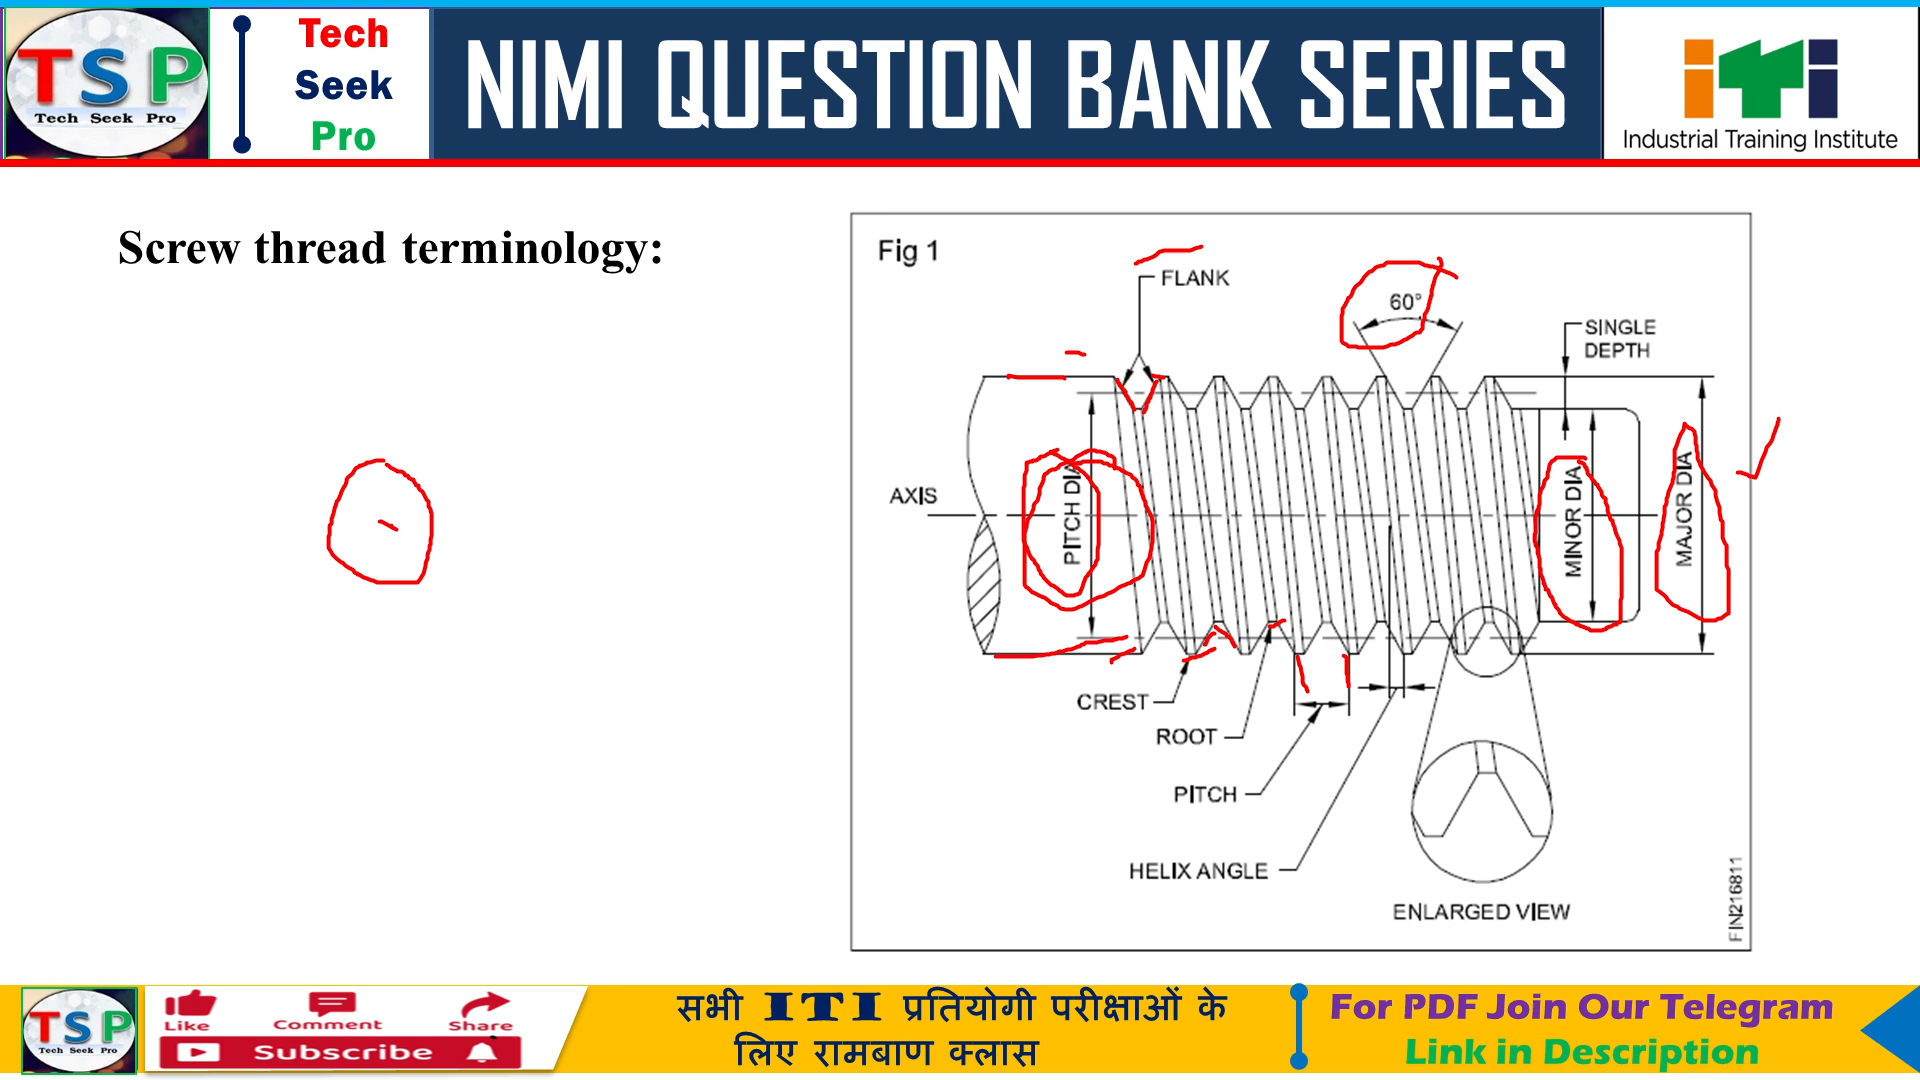 TSP
Tech Seek Pro
Tech
Seek
Pro
NIMI QUESTION BANK SERIES
iTi
Industrial Training Institute
Screw thread terminology:
Fig 1
FLANK
60°
SINGLE
DEPTH
AXIS
PITCH DIA
MINOR DIA
MAJOR DIA
CREST
ROOT
PITCH
HELIX ANGLE
ENLARGED VIEW
FIN216811
TSP
Tech Seek Pro
Like
Comment
Share
Subscribe
सभी ITI प्रतियोगी परीक्षाओं के
लिए रामबाण क्लास
For PDF Join Our Telegram
Link in Description